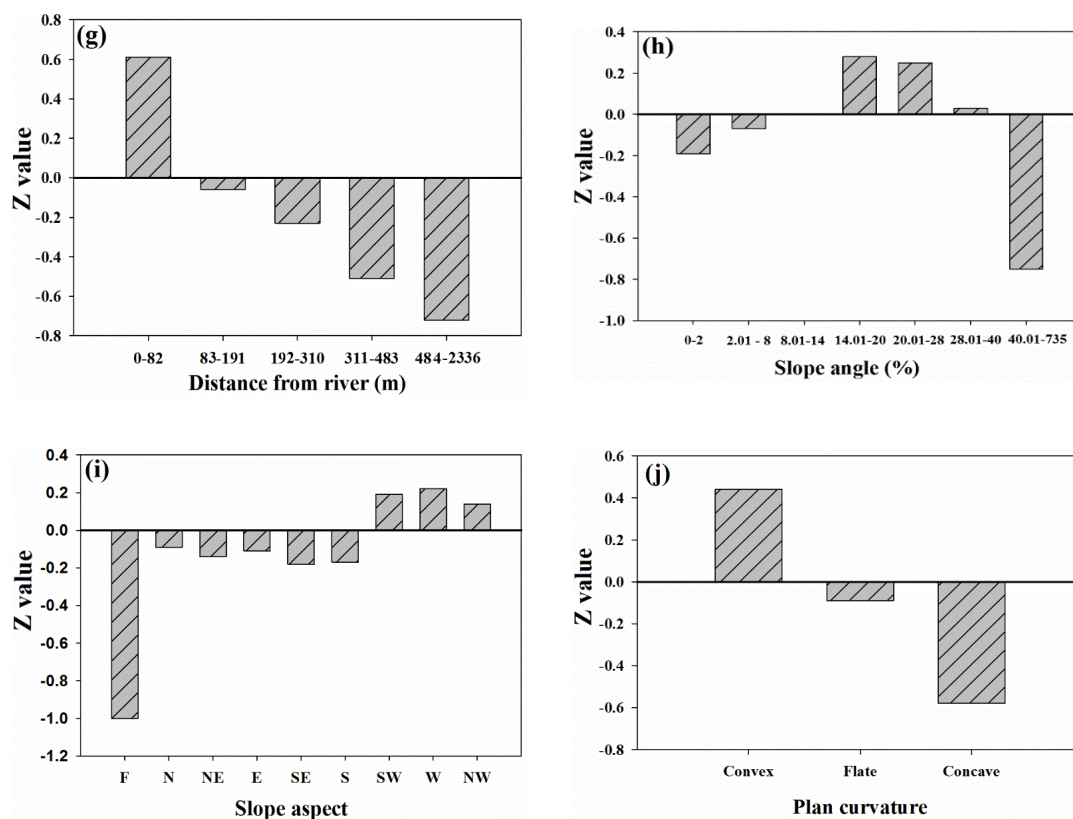 (g)
Z value
0.8
0.6
0.4
0.2
0.0
-0.2
-0.4
-0.6
-0.8
0-82 83-191 192-310 311-483 484-2336
Distance from river (m)
(h)
Z value
0.4
0.2
0.0
-0.2
-0.4
-0.6
-0.8
-1.0
0-2 2.01 - 8 8.01-14 14.01-20 20.01-28 28.01-40 40.01-735
Slope angle (%)
(i)
Z value
0.4
0.2
0.0
-0.2
-0.4
-0.6
-0.8
-1.0
-1.2
F N NE E SE S SW W NW
Slope aspect
(j)
Z value
0.6
0.4
0.2
0.0
-0.2
-0.4
-0.6
-0.8
Convex Flate Concave
Plan curvature